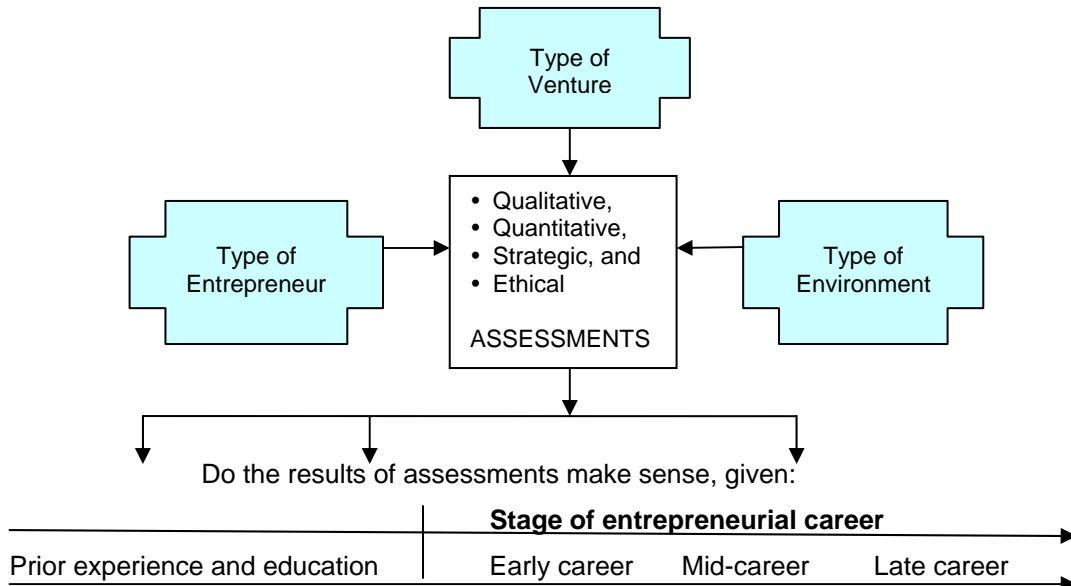 Type of
Venture
• Qualitative,
• Quantitative,
• Strategic, and
• Ethical
ASSESSMENTS
Type of
Entrepreneur
Type of
Environment
Do the results of assessments make sense, given:
Stage of entrepreneurial career
Prior experience and education
Early career
Mid-career
Late career